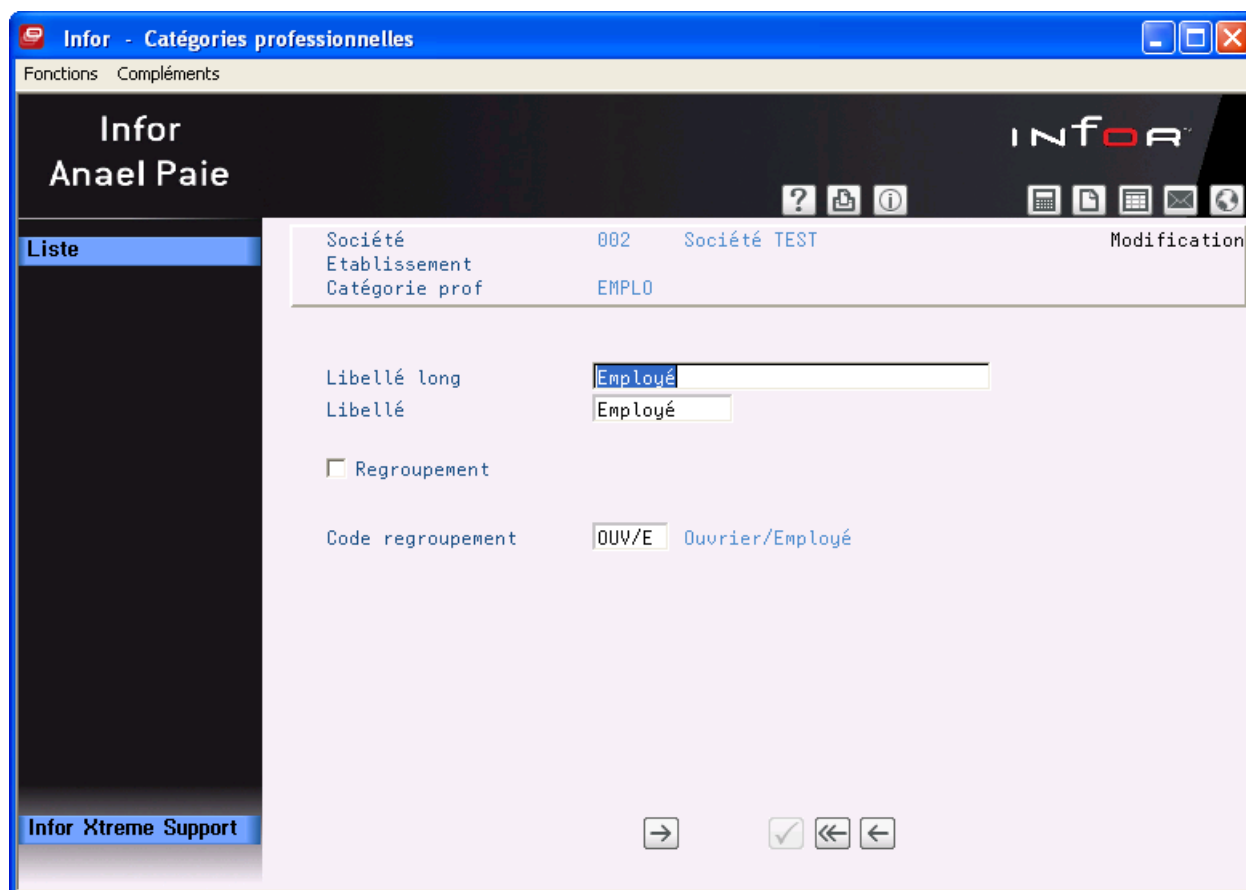 Infor - Catégories professionnelles
Fonctions Compléments
Infor
Anael Paie
INfOR
Liste
Société 002 Société TEST Modification
Etablissement
Catégorie prof EMPLO
Libellé long Employé
Libellé Employé
Regroupement
Code regroupement OUV/E Ouvrier/Employé
Infor Xtreme Support